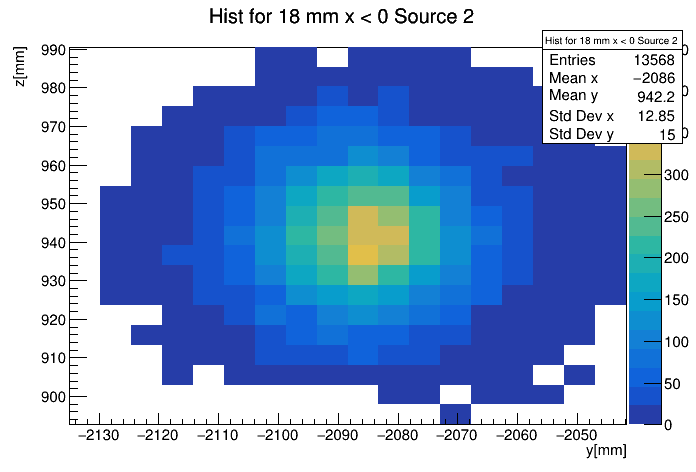 Hist for 18 mm x < 0 Source 2
Hist for 18 mm x < 0 Source 2
Entries 13568
Mean x −2086
Mean y 942.2
Std Dev x 12.85
Std Dev y 15
z[mm]
990
980
970
960
950
940
930
920
910
900
300
250
200
150
100
50
0
−2130 −2120 −2110 −2100 −2090 −2080 −2070 −2060 −2050
y[mm]